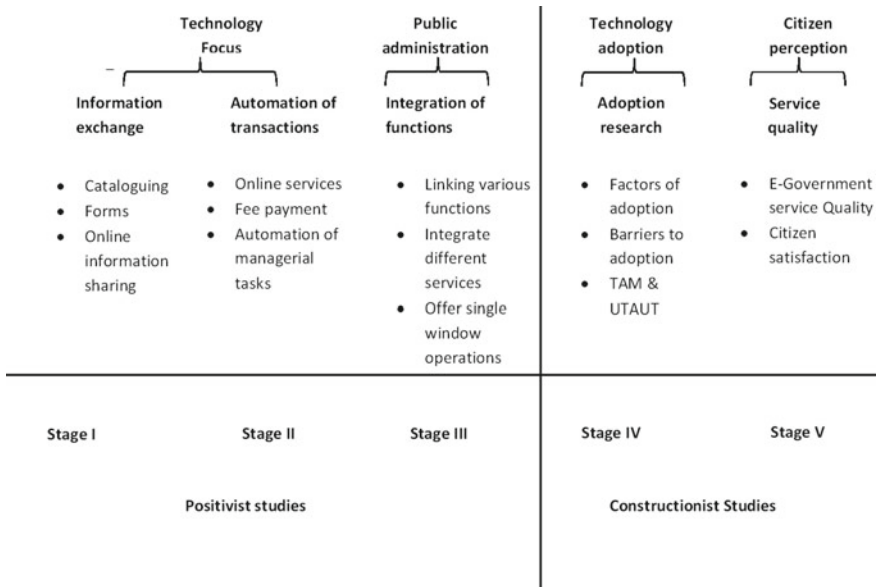 Technology
Focus
Public
administration
Technology
adoption
Citizen
perception
Information
exchange
Automation of
transactions
Integration of
functions
Adoption
research
Service
quality
• Cataloguing
• Forms
• Online
information
sharing
• Online services
• Fee payment
• Automation of
managerial
tasks
• Linking various
functions
• Integrate
different
services
• Offer single
window
operations
• Factors of
adoption
• Barriers to
adoption
• TAM &
UTAUT
• E-Government
service Quality
• Citizen
satisfaction
Stage I
Stage II
Stage III
Stage IV
Stage V
Positivist studies
Constructionist Studies